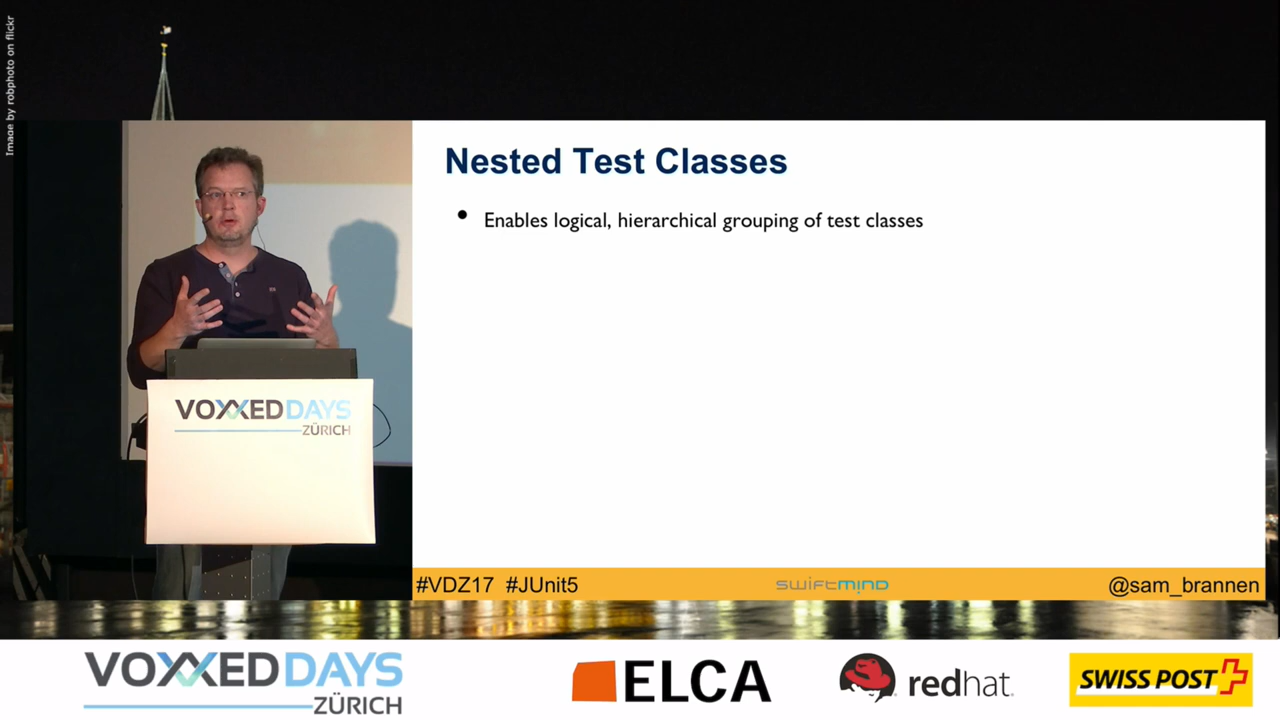 Image by robphoto on flickr
Nested Test Classes
• Enables logical, hierarchical grouping of test classes
VOXXED DAYS
ZÜRICH
#VDZ17 #JUnit5
swiftmind
@sam_brannen
VOXXED DAYS
ZÜRICH
ELCA
redhat.
SWISS POST